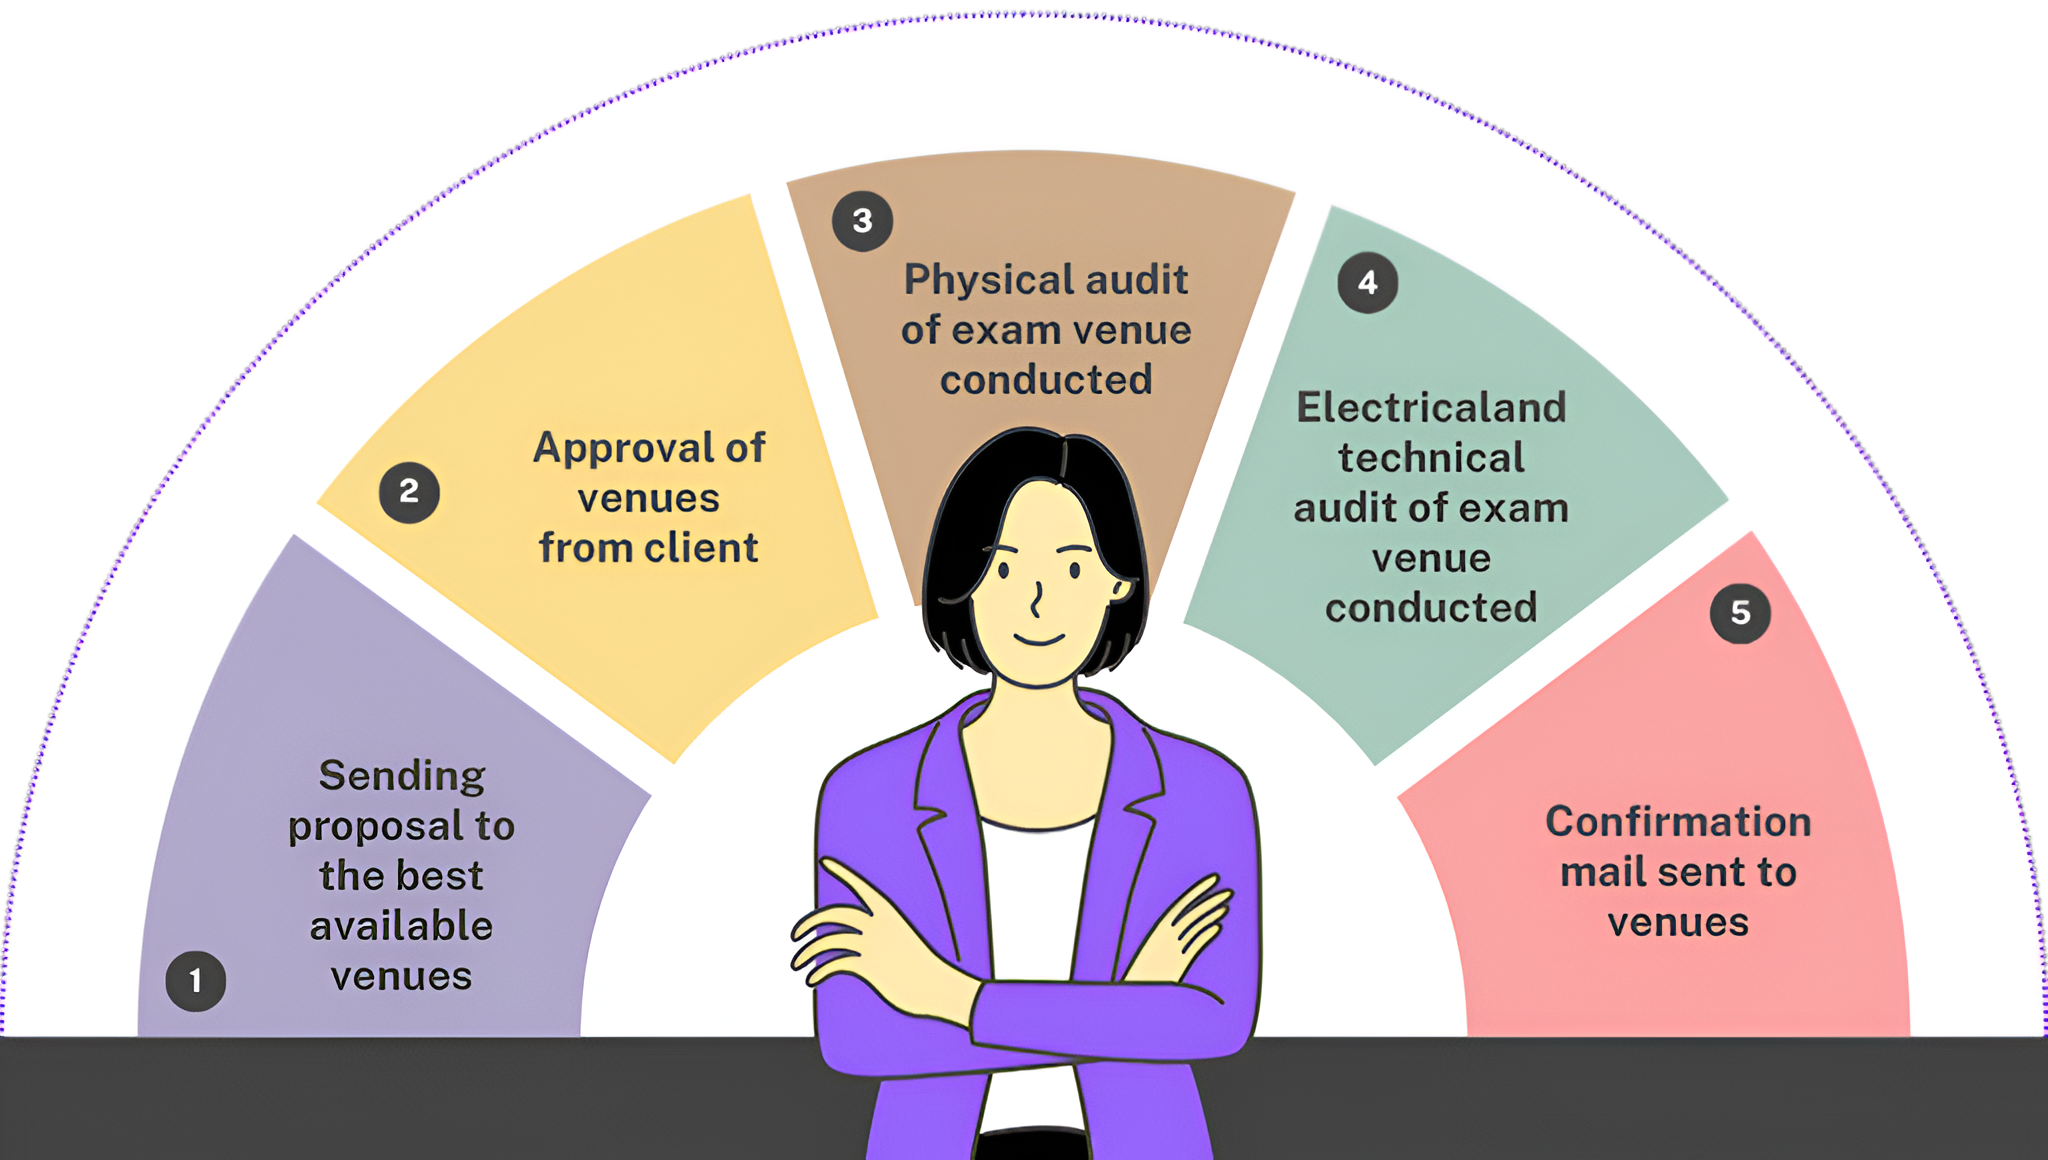 1
Sending
proposal to
the best
available
venues
2
Approval of
venues
from client
3
Physical audit
of exam venue
conducted
4
Electricaland
technical
audit of exam
venue
conducted
5
Confirmation
mail sent to
venues